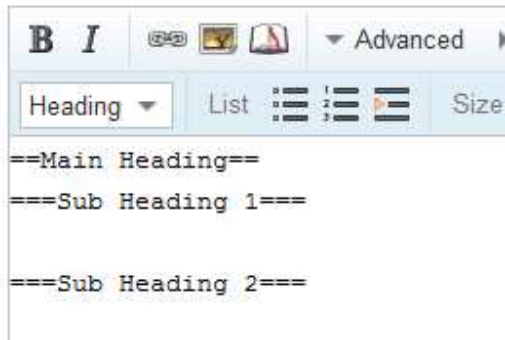 B I Advanced
Heading List Size
==Main Heading==
===Sub Heading 1===
===Sub Heading 2===